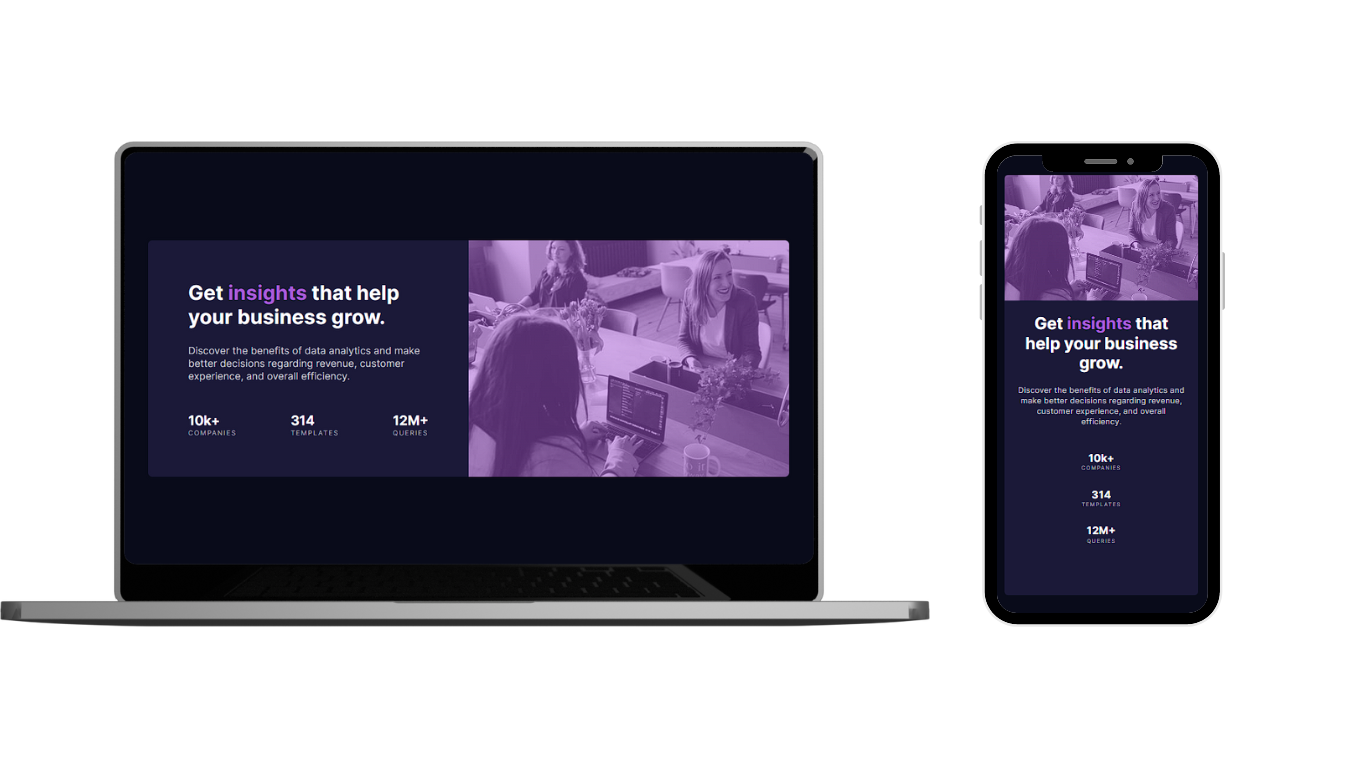 Get insights that help
your business grow.
Discover the benefits of data analytics and make
better decisions regarding revenue, customer
experience, and overall efficiency.
10k+
COMPANIES
314
TEMPLATES
12M+
QUERIES
Get insights that
help your business
grow.
Discover the benefits of data analytics and
make better decisions regarding revenue,
customer experience, and overall
efficiency.
10k+
COMPANIES
314
TEMPLATES
12M+
QUERIES